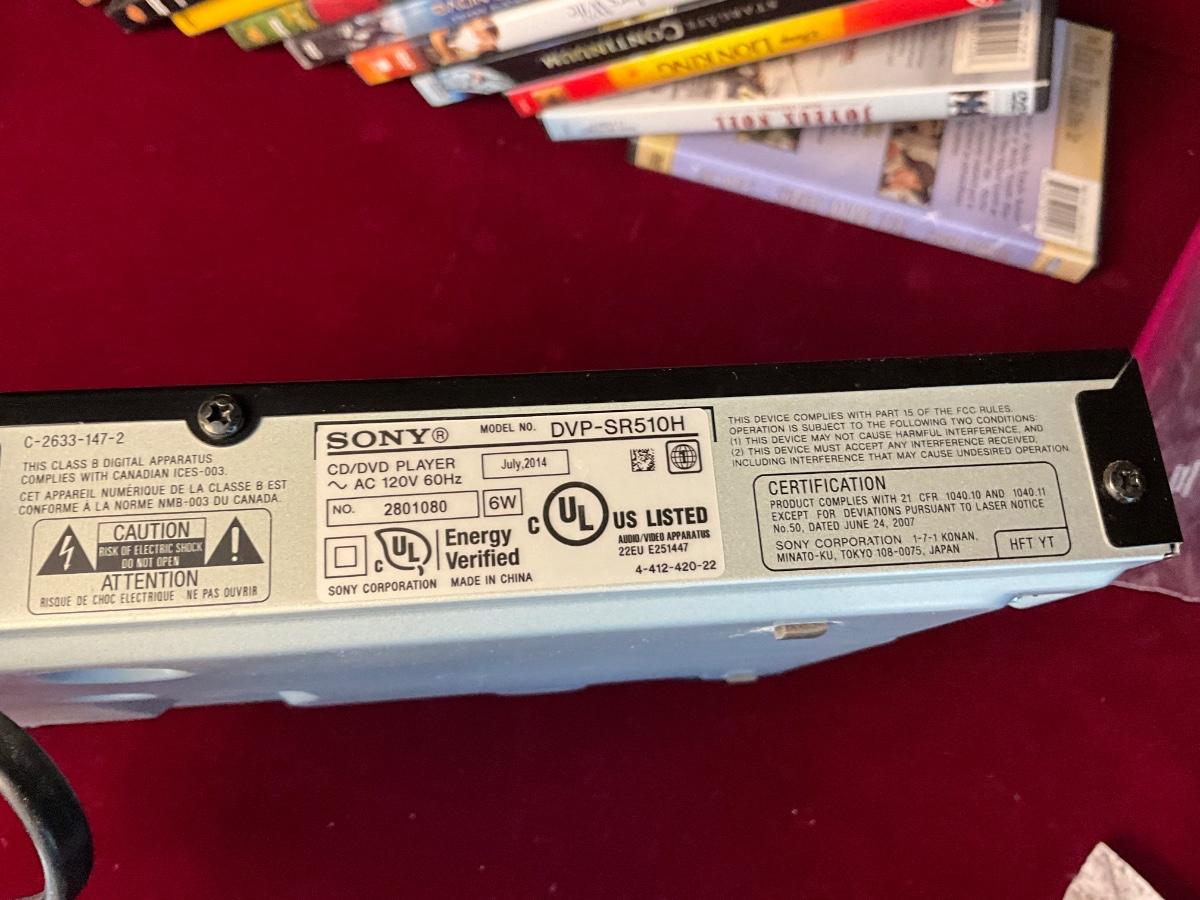 STARGATE CONTINUUM
Disney LION KING
JOYEUX NOËL
C-2633-147-2
THIS CLASS B DIGITAL APPARATUS
COMPLIES WITH CANADIAN ICES-003.
CET APPAREIL NUMÉRIQUE DE LA CLASSE B EST
CONFORME À LA NORME NMB-003 DU CANADA.
CAUTION
RISK OF ELECTRIC SHOCK
DO NOT OPEN
ATTENTION
RISQUE DE CHOC ELECTRIQUE NE PAS OUVRIR
SONY® MODEL NO. DVP-SR510H
CD/DVD PLAYER
July,2014
~ AC 120V 60Hz
NO. 2801080 6W
C UL US LISTED
AUDIO/VIDEO APPARATUS
22EU E251447
C UL Energy
Verified
4-412-420-22
SONY CORPORATION MADE IN CHINA
THIS DEVICE COMPLIES WITH PART 15 OF THE FCC RULES.
OPERATION IS SUBJECT TO THE FOLLOWING TWO CONDITIONS:
(1) THIS DEVICE MAY NOT CAUSE HARMFUL INTERFERENCE, AND
(2) THIS DEVICE MUST ACCEPT ANY INTERFERENCE RECEIVED,
INCLUDING INTERFERENCE THAT MAY CAUSE UNDESIRED OPERATION.
CERTIFICATION
PRODUCT COMPLIES WITH 21 CFR 1040.10 AND 1040.11
EXCEPT FOR DEVIATIONS PURSUANT TO LASER NOTICE
No.50, DATED JUNE 24, 2007
SONY CORPORATION 1-7-1 KONAN,
MINATO-KU, TOKYO 108-0075, JAPAN
HFT YT